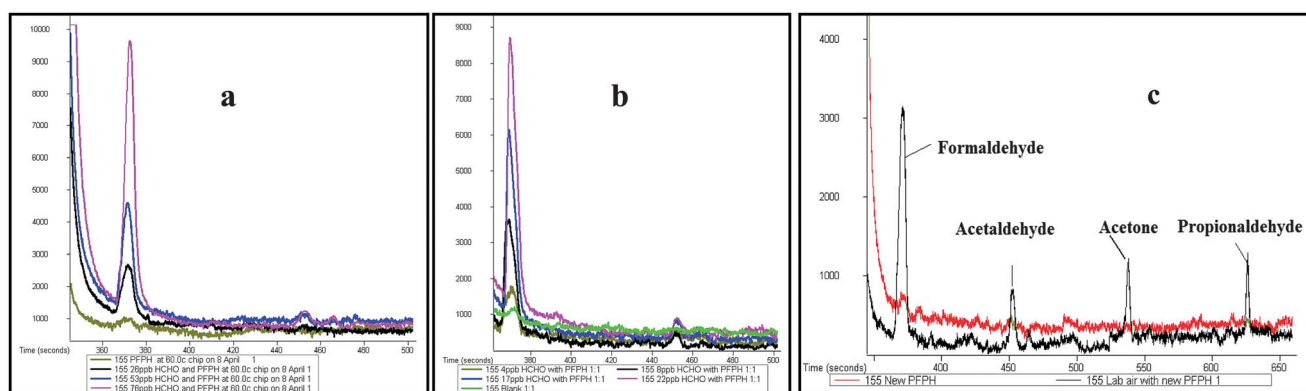 a
10000
9000
8000
7000
6000
5000
4000
3000
2000
1000
360 380 400 420 440 460 480 500
Time (seconds)
155 PFPH at 60.0c chip on 8 April 1
155 26ppb HCHO and PFPH at 60.0c chip on 8 April 1
155 53ppb HCHO and PFPH at 60.0c chip on 8 April 1
155 76ppb HCHO and PFPH at 60.0c chip on 8 April 1
b
9000
8000
7000
6000
5000
4000
3000
2000
1000
380 400 420 440 460 480 500
Time (seconds)
155 4ppb HCHO with PFPH 1:1 155 8ppb HCHO with PFPH 1:1
155 17ppb HCHO with PFPH 1:1 155 22ppb HCHO with PFPH 1:1
155 Blank 1:1
c
4000
3000
2000
1000
Formaldehyde
Acetaldehyde
Acetone
Propionaldehyde
350 400 450 500 550 600 650
Time (seconds)
155 New PFPH 155 Lab air with new PFPH